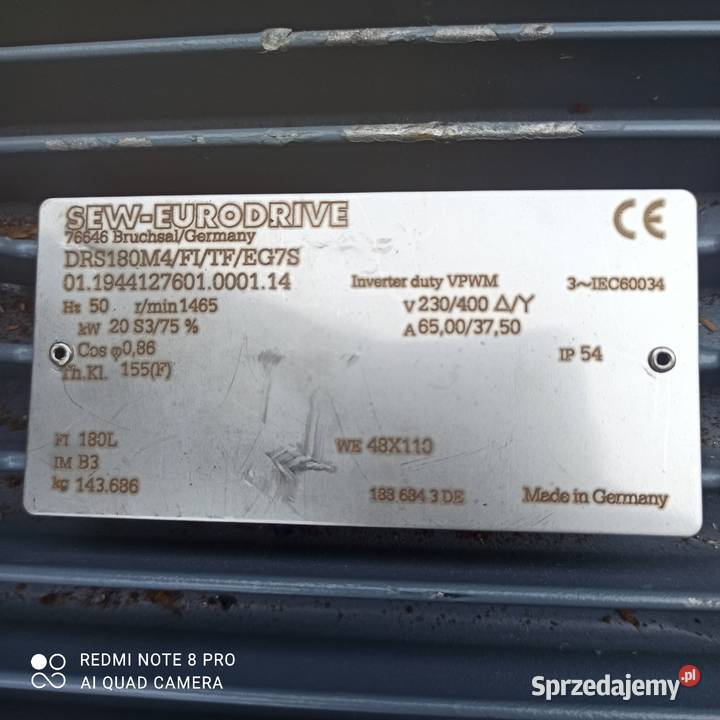 SEW-EURODRIVE
CE
76646 Bruchsal/Germany
DRS180M4/FI/TF/EG7S
01.1944127601.0001.14 Inverter duty VPWM 3~IEC60034
Hz 50 r/min 1465 V 230/400 Δ/Y
kW 20 S3/75 % A 65,00/37,50
Cos φ 0,86 IP 54
Th.Kl. 155(F)
FI 180L WE 48X110
IM B3
kg 143.686 188 684 3 DE Made in Germany
REDMI NOTE 8 PRO
AI QUAD CAMERA
Sprzedajemy.pl